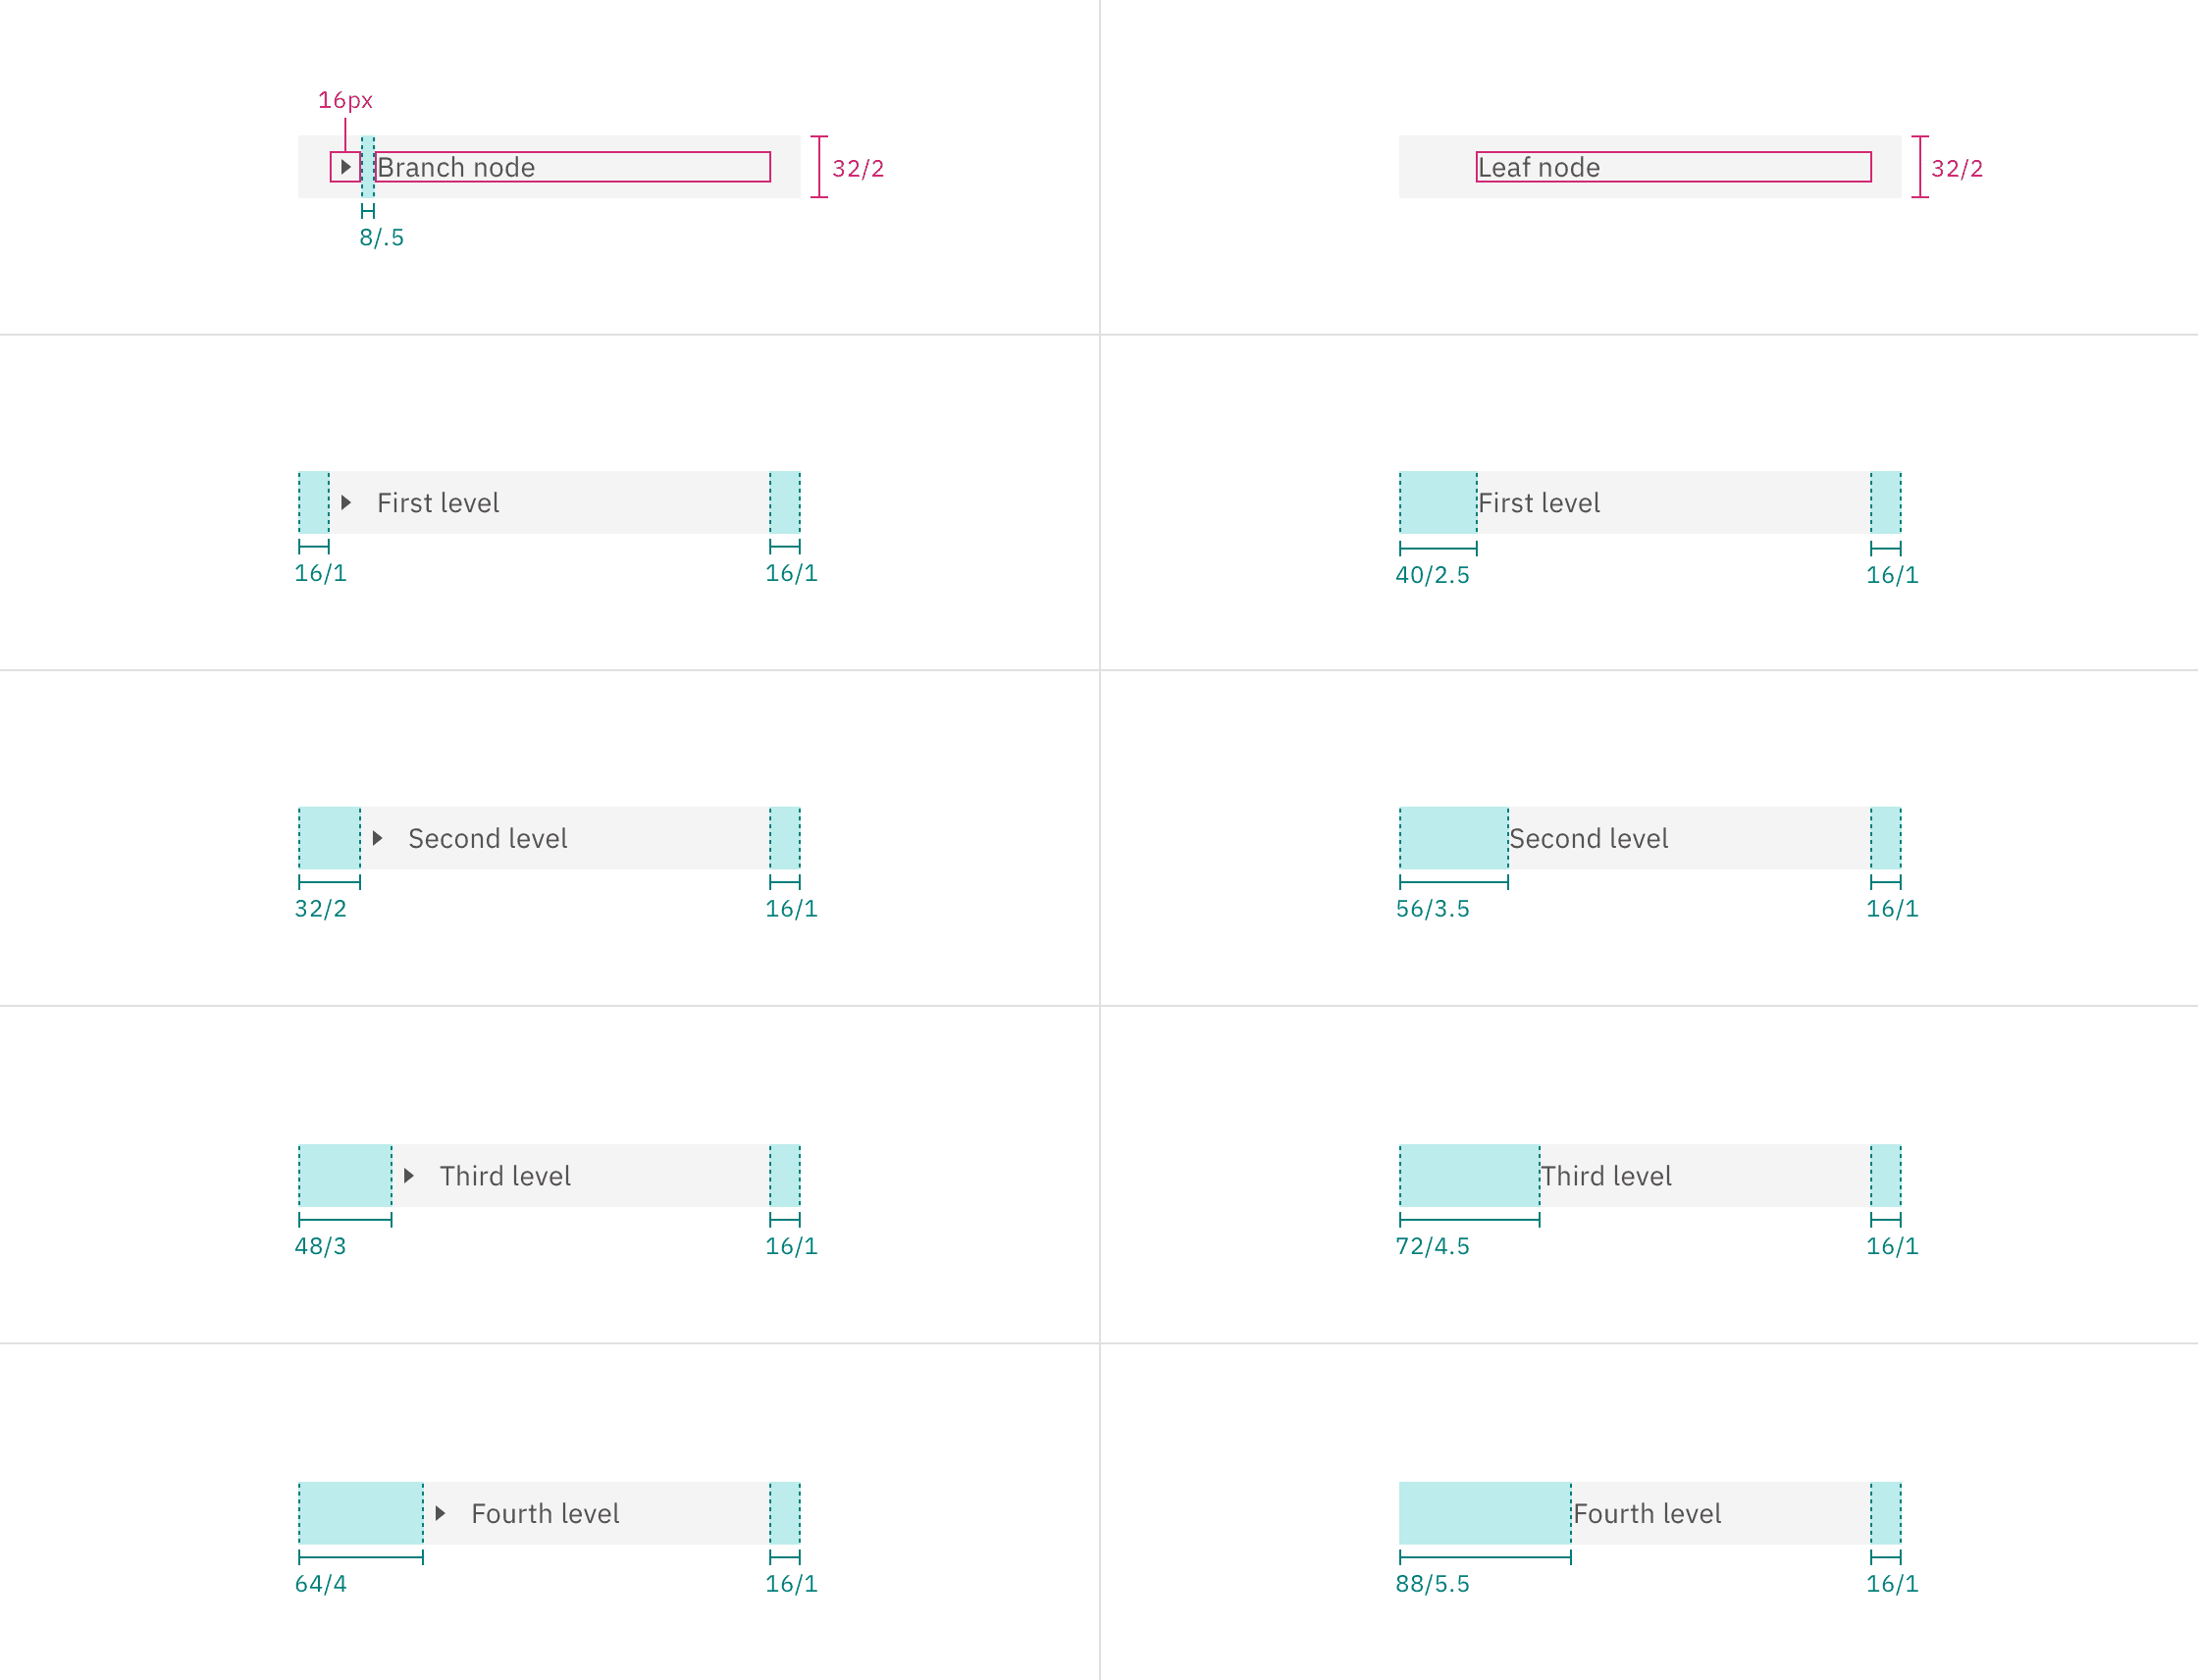 16px
Branch node
32/2
8/.5
Leaf node
32/2
First level
16/1
16/1
First level
40/2.5
16/1
Second level
32/2
16/1
Second level
56/3.5
16/1
Third level
48/3
16/1
Third level
72/4.5
16/1
Fourth level
64/4
16/1
Fourth level
88/5.5
16/1